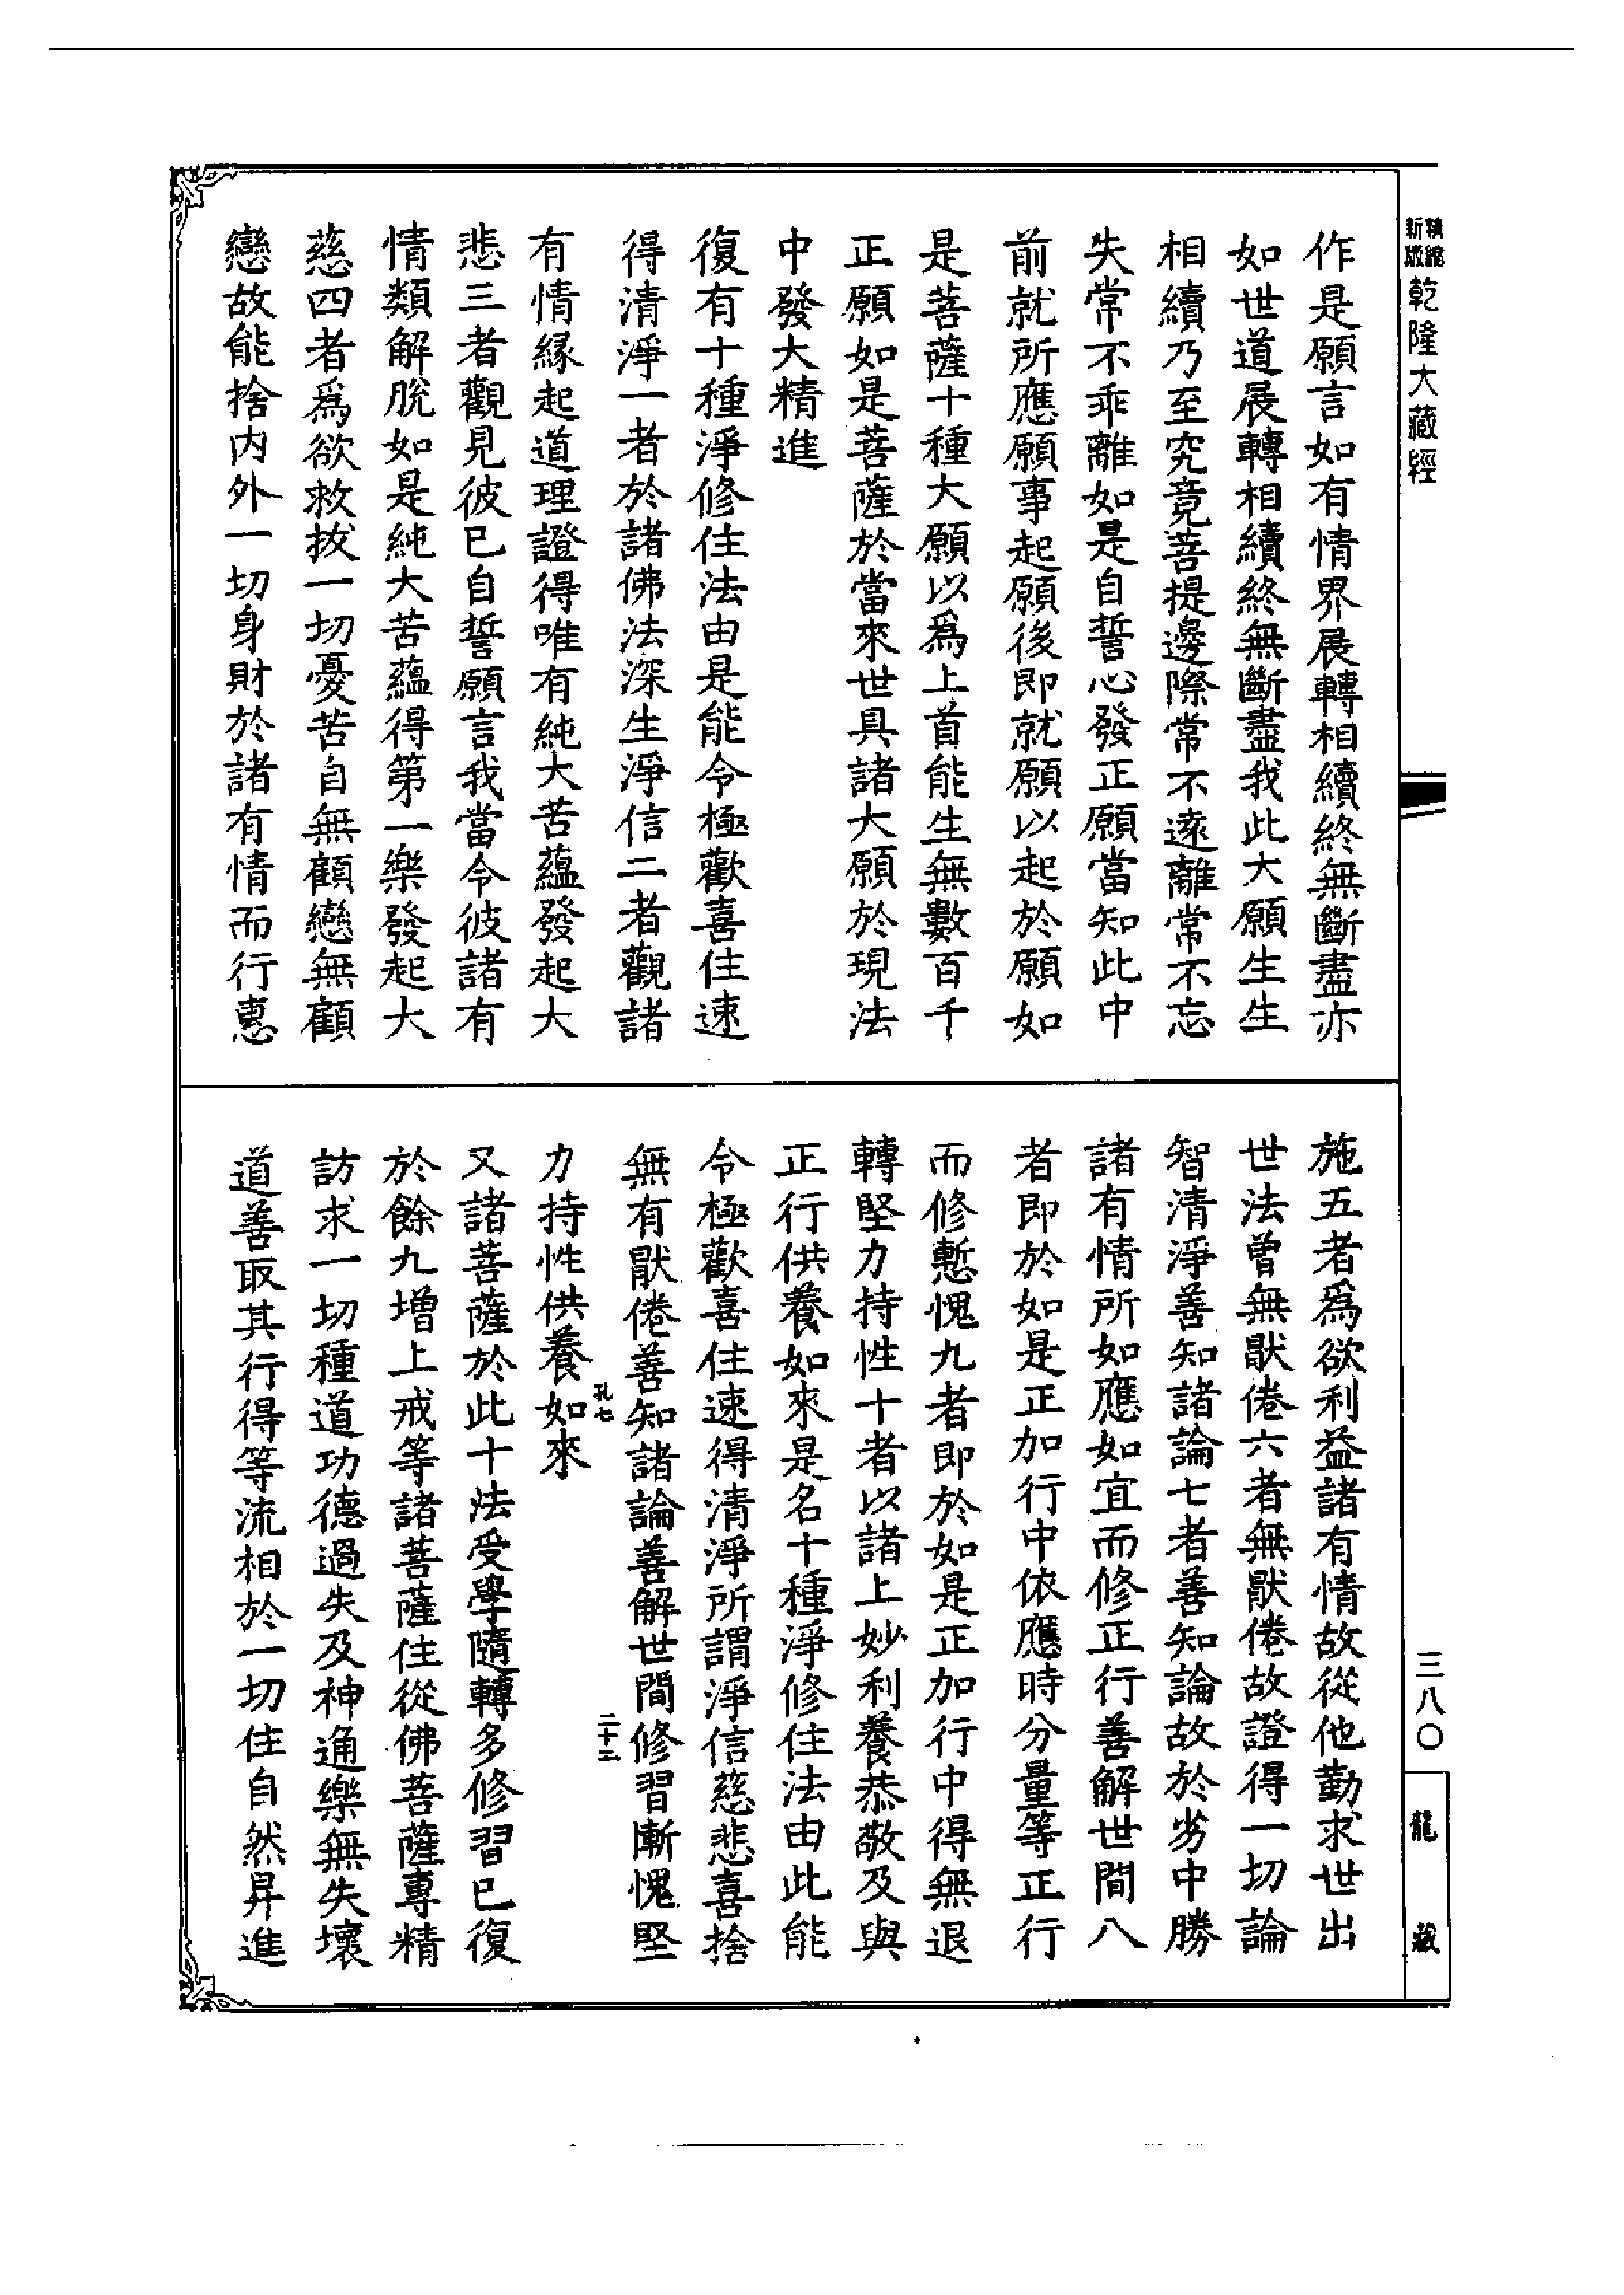 精縮新版乾隆大藏經
作是願言如有情界展轉相續終無斷盡亦
如世道展轉相續終無斷盡我此大願生生
相續乃至究竟菩提邊際常不遠離常不忘
失常不乖離如是自誓心發正願當知此中
前就所應願事起願後即就願以起於願如
是菩薩十種大願以爲上首能生無數百千
正願如是菩薩於當來世具諸大願於現法
中發大精進
復有十種淨修住法由是能令極歡喜住速
得清淨一者於諸佛法深生淨信二者觀諸
有情緣起道理證得唯有純大苦蘊發起大
悲三者觀見彼已自誓願言我當令彼諸有
情類解脫如是純大苦蘊得第一樂發起大
慈四者爲欲救拔一切憂苦自無顧戀無顧
戀故能捨内外一切身財於諸有情而行惠
施五者爲欲利益諸有情故從他勤求世出
世法曾無猒倦六者無猒倦故證得一切論
智清淨善知諸論七者善知論故於劣中勝
諸有情所如應如宜而修正行善解世間八
者即於如是正加行中依應時分量等正行
而修慙愧九者即於如是正加行中得無退
轉堅力持性十者以諸上妙利養恭敬及與
正行供養如來是名十種淨修住法由此能
令極歡喜住速得清淨所謂淨信慈悲喜捨
無有猒倦善知諸論善解世間修習慚愧堅
孔七 二十二
力持性供養如來
又諸菩薩於此十法受學隨轉多修習已復
於餘九增上戒等諸菩薩住從佛菩薩專精
訪求一切種道功德過失及神通樂無失壞
道善取其行得等流相於一切住自然昇進
三八〇
龍藏